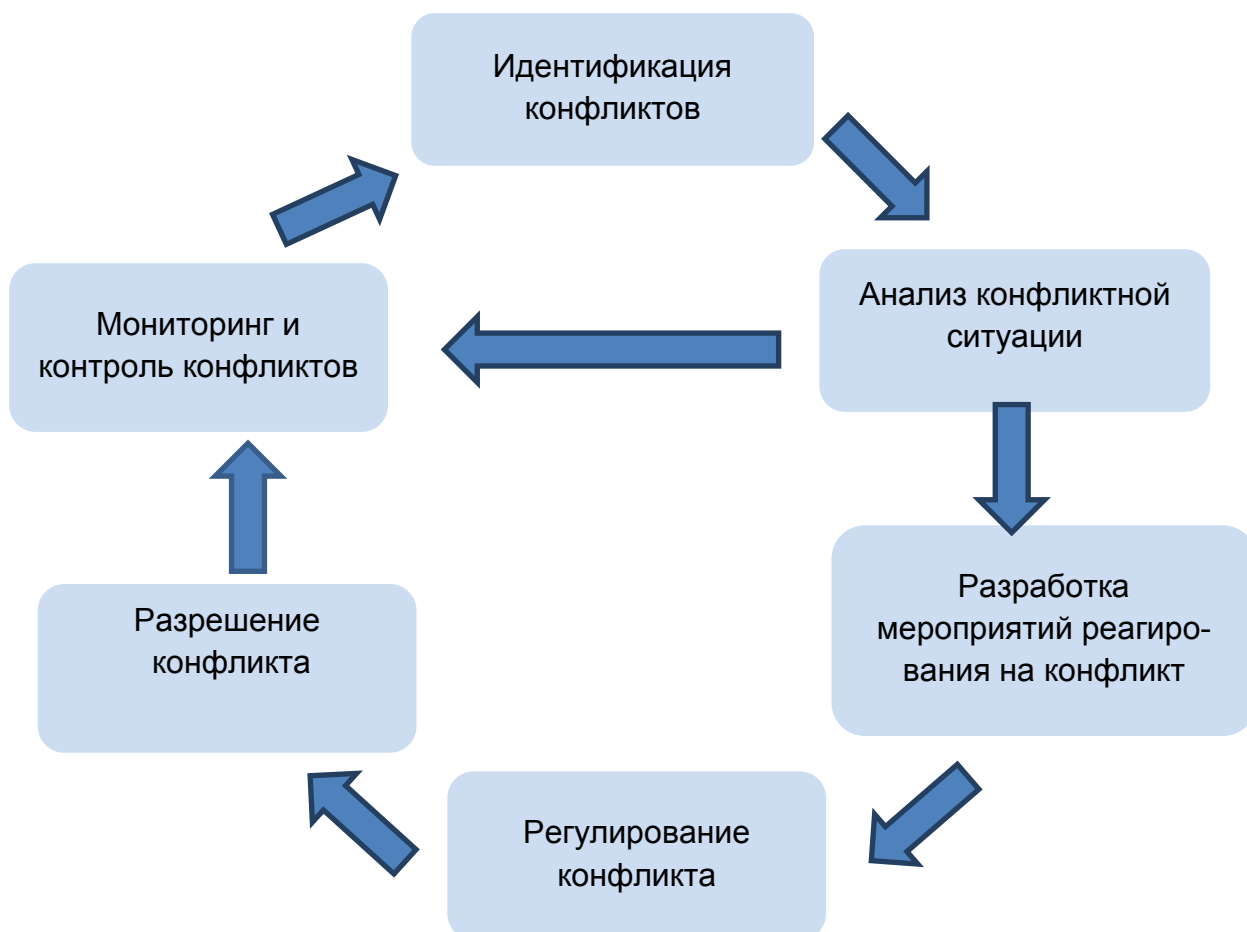 Идентификация
конфликтов
Анализ конфликтной
ситуации
Мониторинг и
контроль конфликтов
Разработка
мероприятий реагиро-
вания на конфликт
Разрешение
конфликта
Регулирование
конфликта